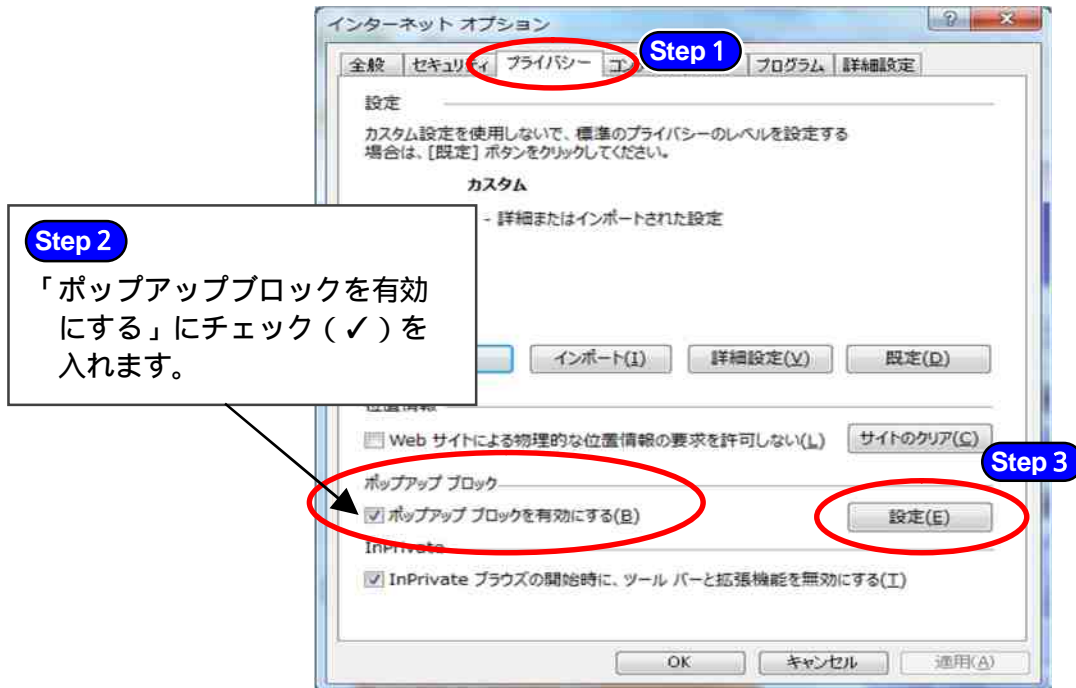 インターネット オプション
Step 1
全般 セキュリティ プライバシー コン プログラム 詳細設定
設定
カスタム設定を使用しないで、標準のプライバシーのレベルを設定する
場合は、[既定] ボタンをクリックしてください。
カスタム
- 詳細またはインポートされた設定
Step 2
「ポップアップブロックを有効
にする」にチェック（✓）を
入れます。
インポート(I) 詳細設定(V) 既定(D)
位置情報
Web サイトによる物理的な位置情報の要求を許可しない(L) サイトのクリア(C)
Step 3
ポップアップ ブロック
ポップアップ ブロックを有効にする(B) 設定(E)
InPrivate
InPrivate ブラウズの開始時に、ツール バーと拡張機能を無効にする(T)
OK キャンセル 適用(A)